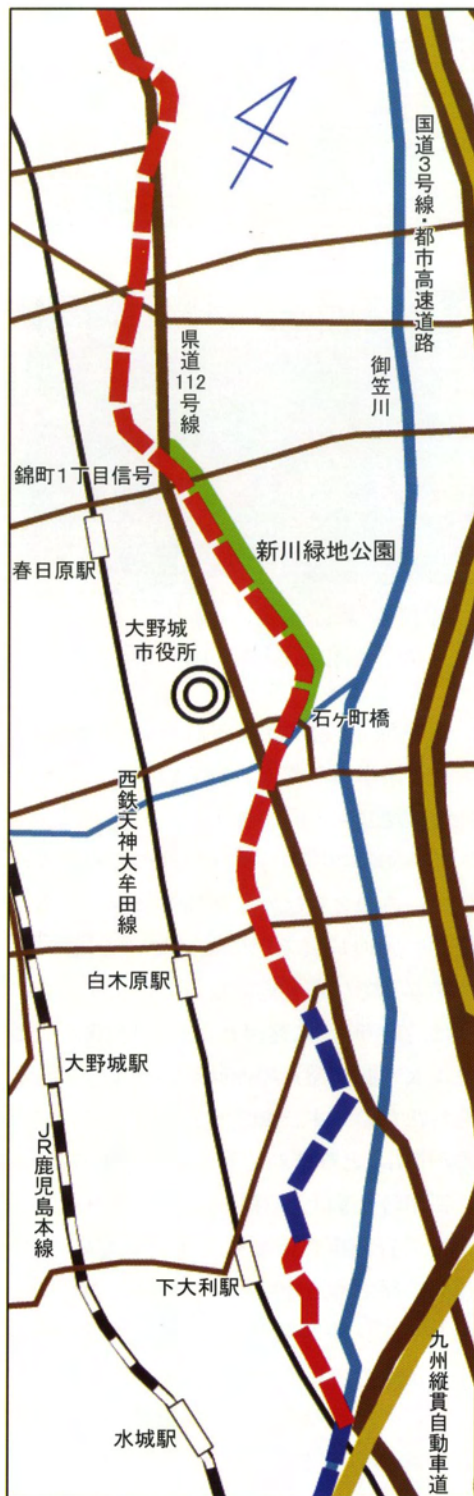 国道3号線・都市高速道路
県道112号線
御笠川
錦町1丁目信号
春日原駅
新川緑地公園
大野城
市役所
石ヶ町橋
西鉄天神大牟田線
白木原駅
大野城駅
JR鹿児島本線
下大利駅
九州縦貫自動車道
水城駅